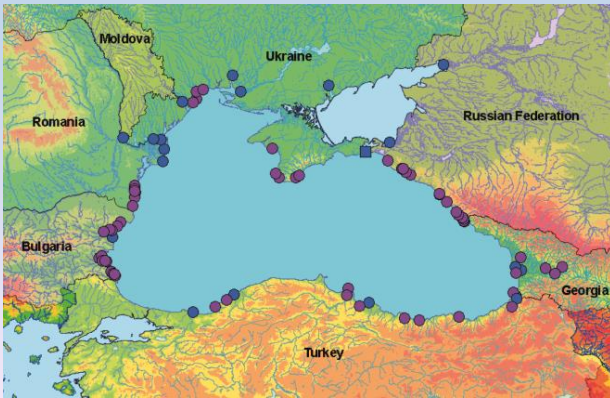 Moldova
Ukraine
Romania
Russian Federation
Bulgaria
Georgia
Turkey